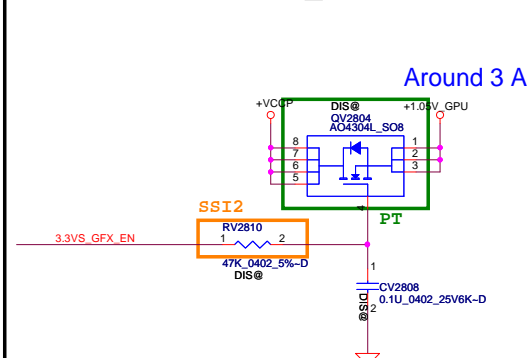 Around 3 A
+VCCP
DIS@
+1.05V_GPU
QV2804
AO4304L_SO8
8
1
7
2
6
3
5
4
PT
SSI2
RV2810
3.3VS_GFX_EN
1
2
47K_0402_5%~D
DIS@
1
CV2808
0.1U_0402_25V6K~D
DIS@
2